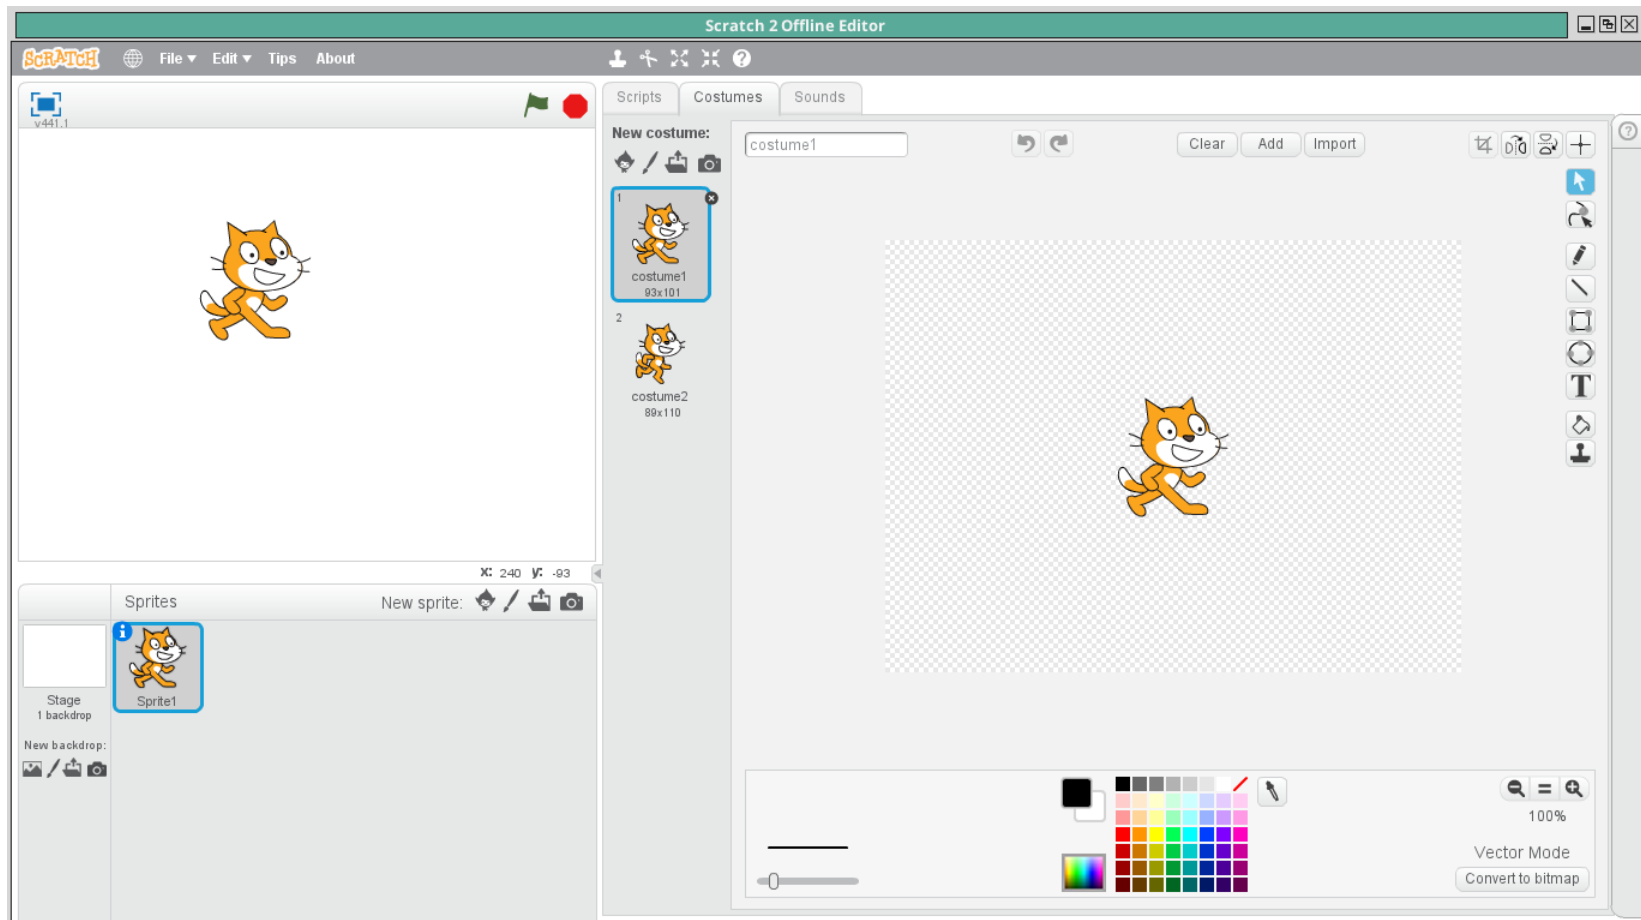 Scratch 2 Offline Editor
SCRATCH File Edit Tips About
v441.1
Scripts Costumes Sounds
New costume:
costume1
Clear Add Import
1
costume1
93x101
2
costume2
89x110
T
x: 240 y: -93
Sprites New sprite:
Sprite1
Stage
1 backdrop
New backdrop:
100%
Vector Mode
Convert to bitmap